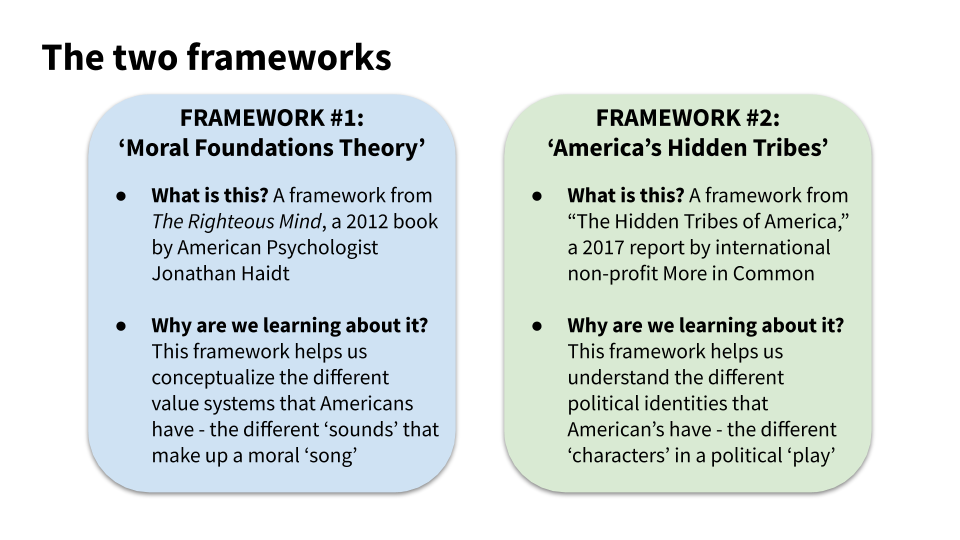 The two frameworks
FRAMEWORK #1:
‘Moral Foundations Theory’
● What is this? A framework from
The Righteous Mind, a 2012 book
by American Psychologist
Jonathan Haidt
● Why are we learning about it?
This framework helps us
conceptualize the different
value systems that Americans
have - the different ‘sounds’ that
make up a moral ‘song’
FRAMEWORK #2:
‘America’s Hidden Tribes’
● What is this? A framework from
“The Hidden Tribes of America,”
a 2017 report by international
non-profit More in Common
● Why are we learning about it?
This framework helps us
understand the different
political identities that
American’s have - the different
‘characters’ in a political ‘play’